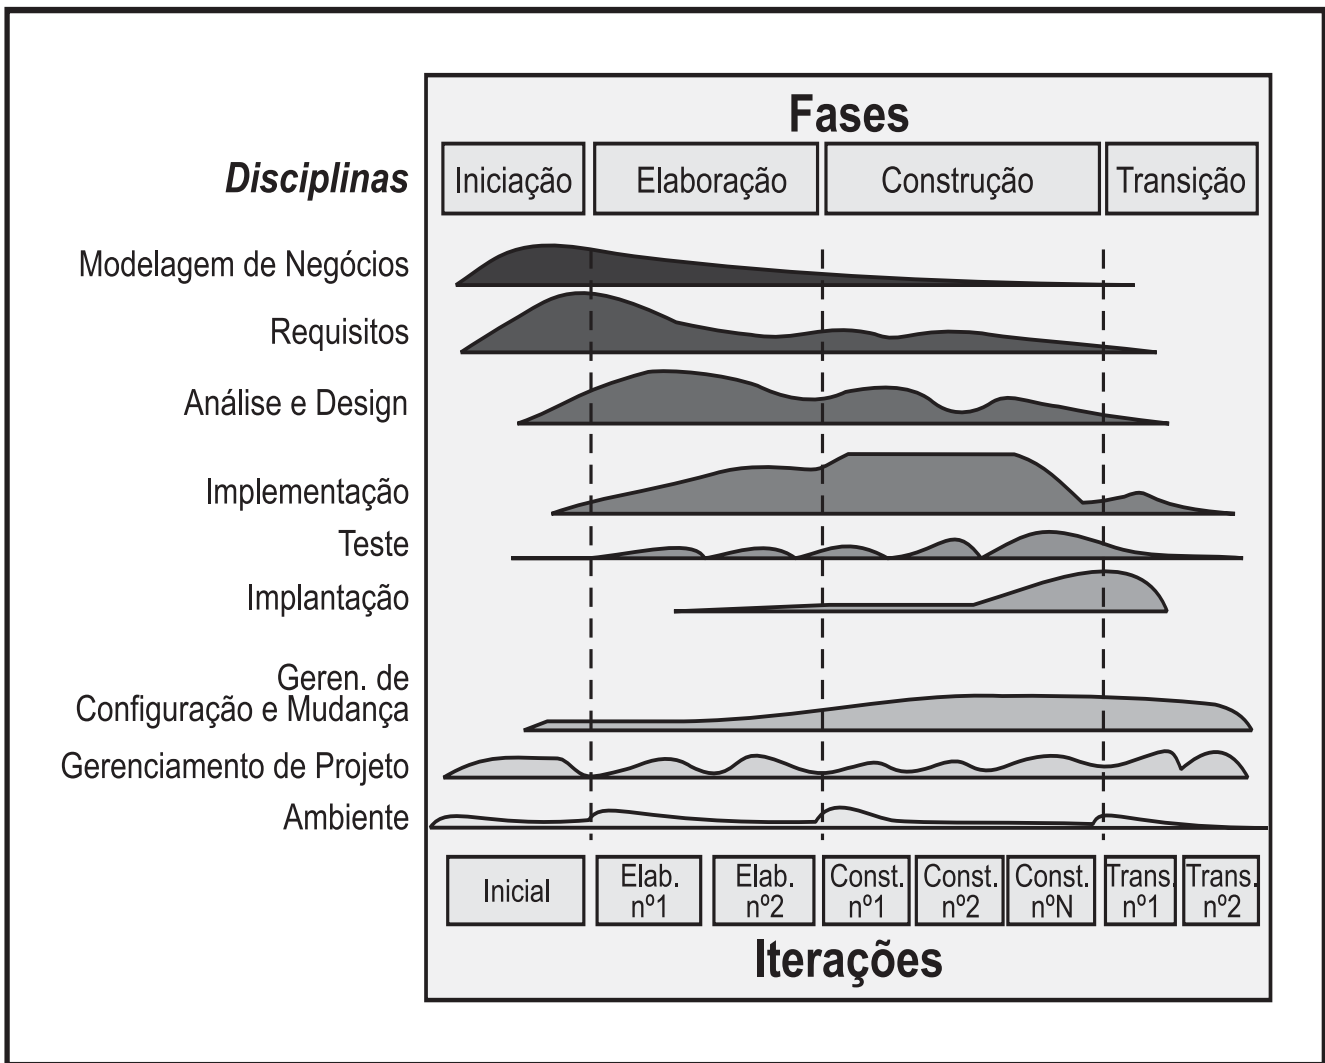 Fases
Disciplinas
Iniciação
Elaboração
Construção
Transição
Modelagem de Negócios
Requisitos
Análise e Design
Implementação
Teste
Implantação
Geren. de
Configuração e Mudança
Gerenciamento de Projeto
Ambiente
Inicial
Elab.
nº1
Elab.
nº2
Const.
nº1
Const.
nº2
Const.
nºN
Trans.
nº1
Trans.
nº2
Iterações